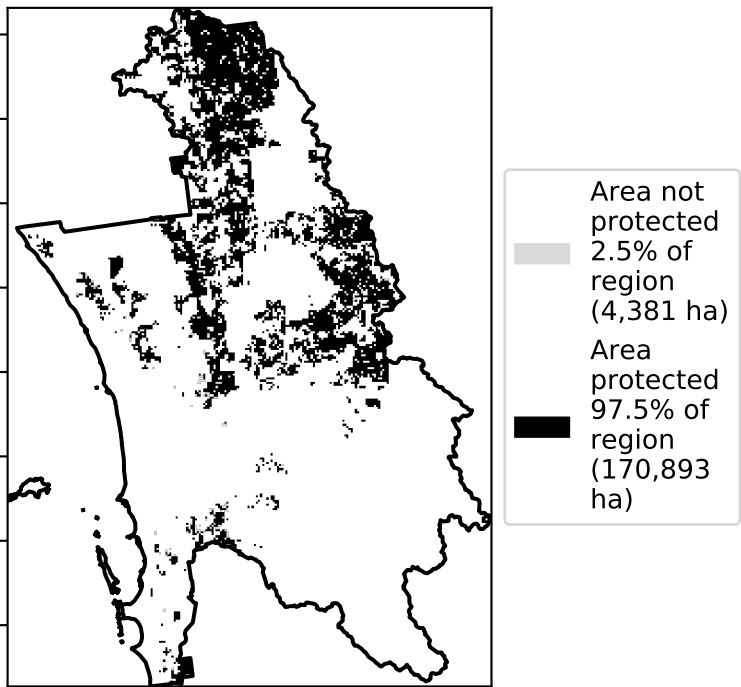 Area not
protected
2.5% of
region
(4,381 ha)
Area
protected
97.5% of
region
(170,893
ha)